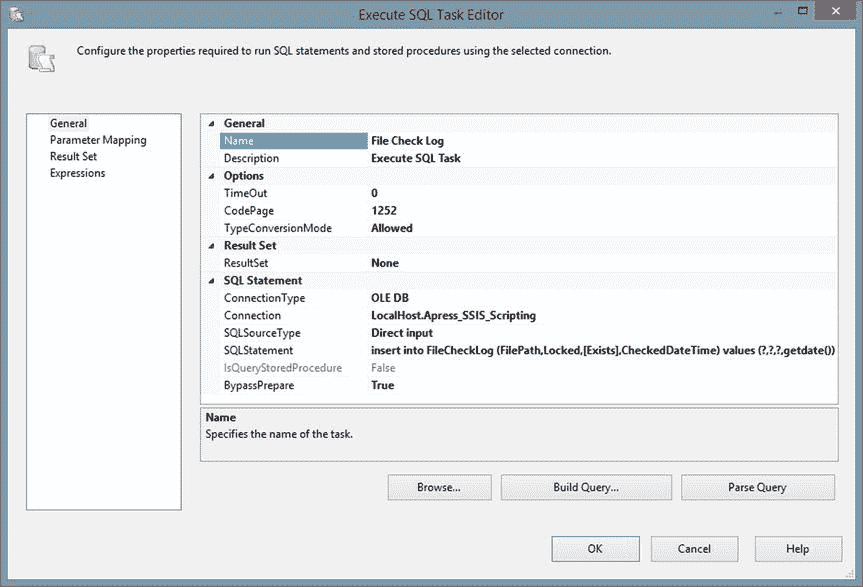 Execute SQL Task Editor
Configure the properties required to run SQL statements and stored procedures using the selected connection.
General
Parameter Mapping
Result Set
Expressions
General
Name File Check Log
Description Execute SQL Task
Options
TimeOut 0
CodePage 1252
TypeConversionMode Allowed
Result Set
ResultSet None
SQL Statement
ConnectionType OLE DB
Connection LocalHost.Apress_SSIS_Scripting
SQLSourceType Direct input
SQLStatement insert into FileCheckLog (FilePath,Locked,[Exists],CheckedDateTime) values (?,?,?,getdate())
IsQueryStoredProcedure False
BypassPrepare True
Name
Specifies the name of the task.
Browse... Build Query... Parse Query
OK Cancel Help